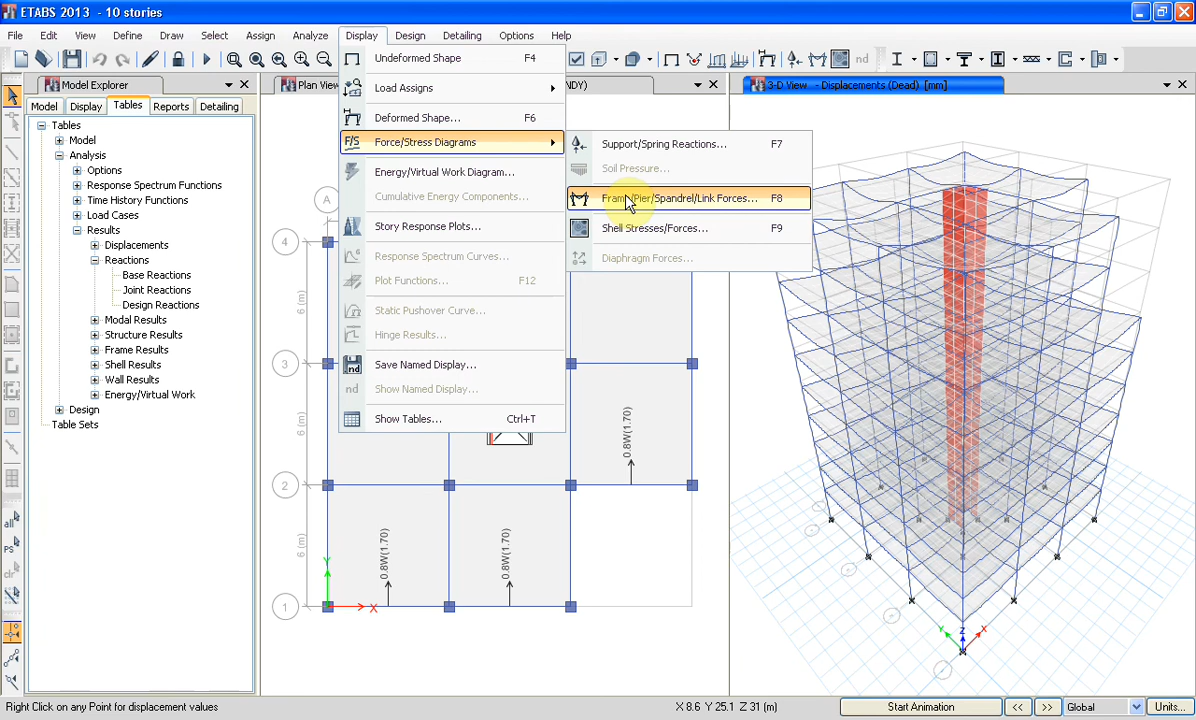 ETABS 2013 - 10 stories
File Edit View Define Draw Select Assign Analyze Display Design Detailing Options Help
nd
Model Explorer
Model Display Tables Reports Detailing
Tables
Model
Analysis
Options
Response Spectrum Functions
Time History Functions
Load Cases
Results
Displacements
Reactions
Base Reactions
Joint Reactions
Design Reactions
Modal Results
Structure Results
Frame Results
Shell Results
Wall Results
Energy/Virtual Work
Design
Table Sets
all
PS
clr
Plan View
NDY)
Undeformed Shape F4
Load Assigns
Deformed Shape... F6
F/S Force/Stress Diagrams
Energy/Virtual Work Diagram...
Cumulative Energy Components...
Story Response Plots...
Response Spectrum Curves...
Plot Functions... F12
Static Pushover Curve...
Hinge Results...
Save Named Display...
nd Show Named Display...
Show Tables... Ctrl+T
Support/Spring Reactions... F7
Soil Pressure...
Frame/Pier/Spandrel/Link Forces... F8
Shell Stresses/Forces... F9
Diaphragm Forces...
A
4
6 (m)
3
6 (m)
2
6 (m)
1
0.8W(1.70)
0.8W(1.70)
0.8W(1.70)
Y
X
3-D View - Displacements (Dead) [mm]
Y Z X
Right Click on any Point for displacement values
X 8.6 Y 25.1 Z 31 (m)
Start Animation << >> Global Units...